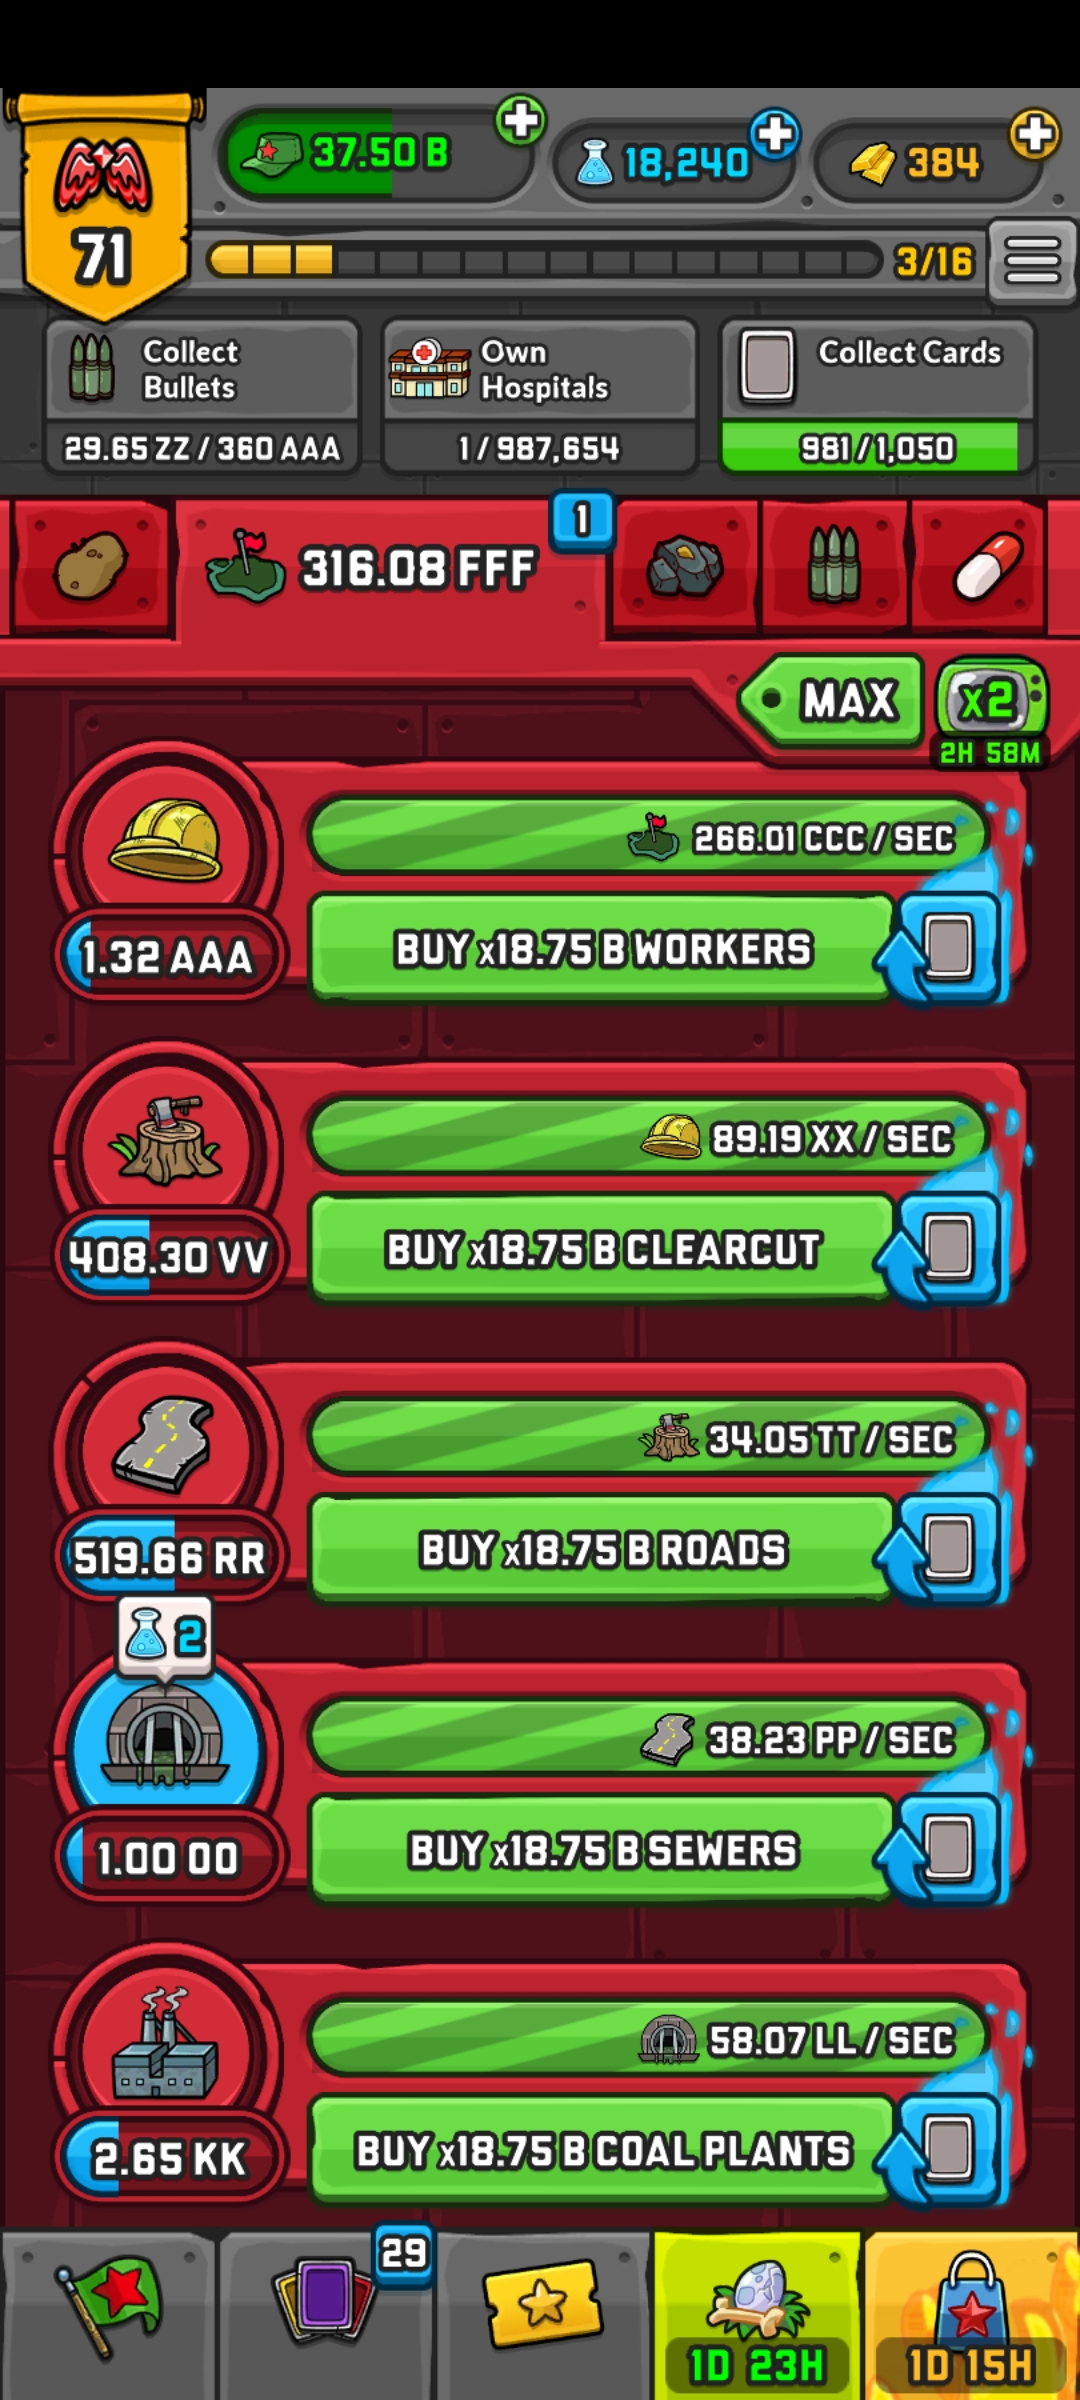 37.50 B
18,240
384
71
3/16
Collect
Bullets
29.65 ZZ / 360 AAA
Own
Hospitals
1 / 987,654
Collect Cards
981/1,050
316.08 FFF
1
MAX
x2
2H 58M
266.01 CCC / SEC
1.32 AAA
BUY x18.75 B WORKERS
89.19 XX / SEC
408.30 VV
BUY x18.75 B CLEARCUT
34.05 TT / SEC
519.66 RR
BUY x18.75 B ROADS
2
38.23 PP / SEC
1.00 OO
BUY x18.75 B SEWERS
58.07 LL / SEC
2.65 KK
BUY x18.75 B COAL PLANTS
29
1D 23H
1D 15H